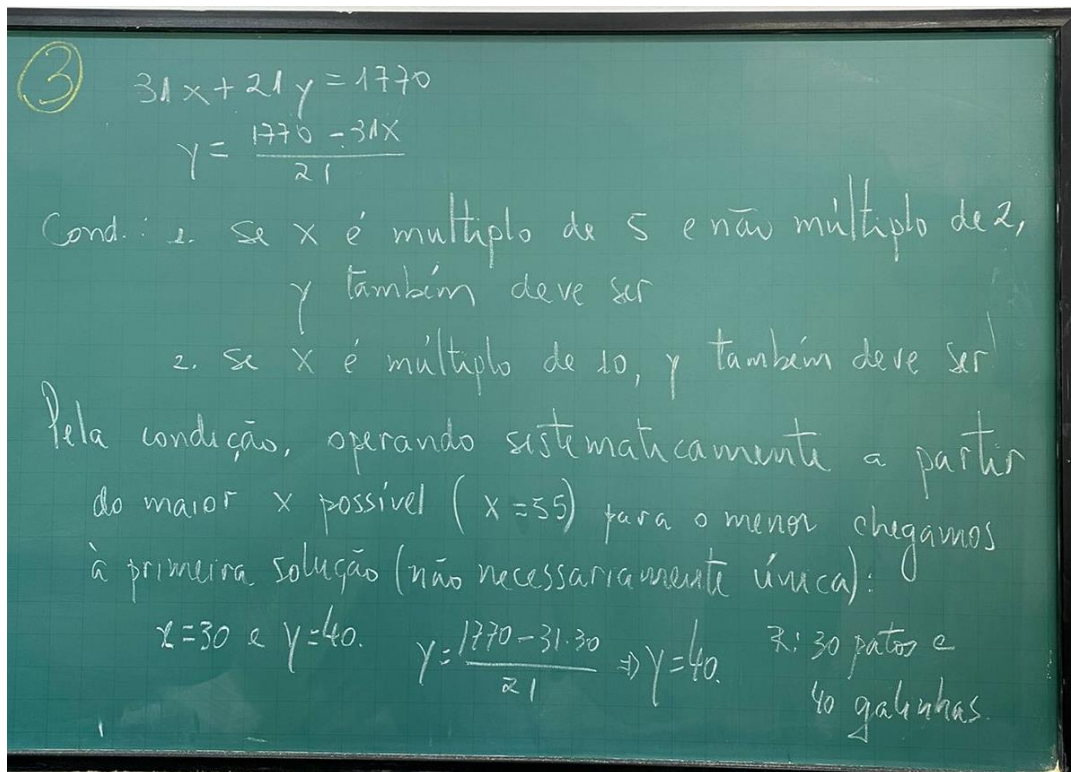 3
31x + 21y = 1770
y = 1770 - 31x / 21
Cond.: 1. se x é multiplo de 5 e não múltiplo de 2,
y também deve ser
2. se x é múltiplo de 10, y também deve ser
Pela condição, operando sistematicamente a partir
do maior x possível (x=55) para o menor chegamos
à primeira solução (não necessariamente única):
x=30 e y=40. y = 1770 - 31·30 / 21 ⇒ y=40. R: 30 patos e
40 galinhas.